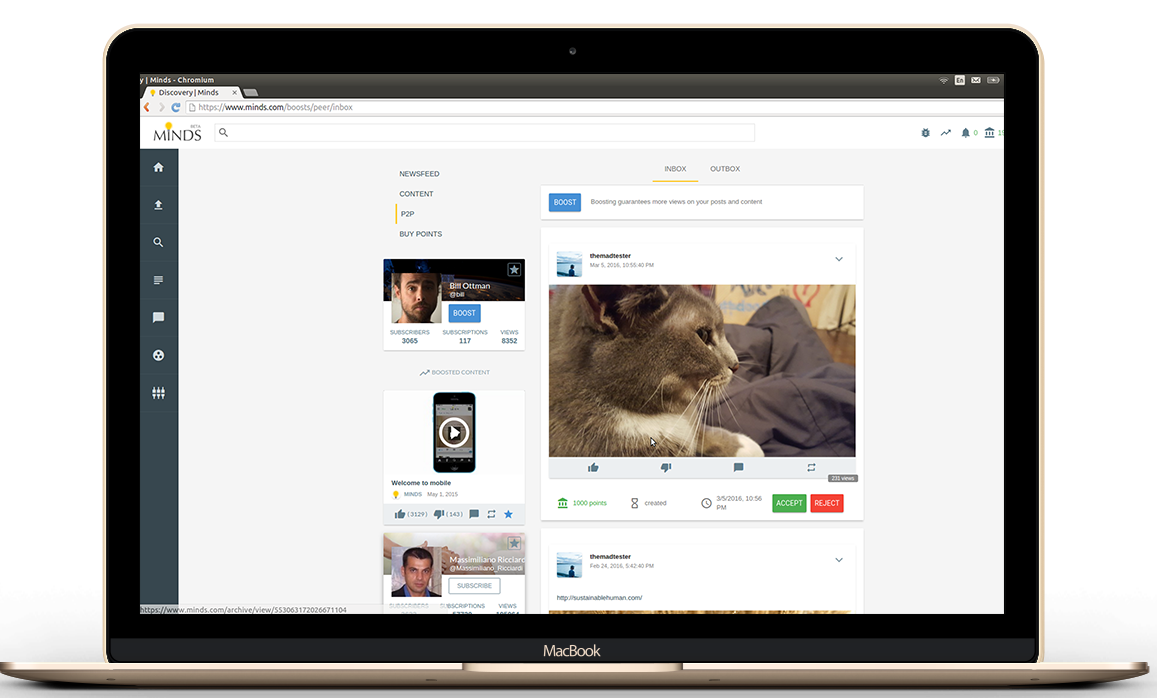 y | Minds - Chromium
En
Discovery| Minds
https://www.minds.com/boosts/peer/inbox
MINDS
BETA
0
NEWSFEED
CONTENT
P2P
BUY POINTS
INBOX
OUTBOX
BOOST
Boosting guarantees more views on your posts and content
Bill Ottman
@bill
BOOST
SUBSCRIBERS SUBSCRIPTIONS VIEWS
3065 117 8352
BOOSTED CONTENT
Welcome to mobile
MINDS May 1, 2015
(3129) (143)
Massimiliano Ricciard
@Massimiliano_Ricciardi
SUBSCRIBE
SUBSCRIBERS SUBSCRIPTIONS VIEWS
themadtester
Mar 5, 2016, 10:55:40 PM
231 views
1000 points
created
3/5/2016, 10:56
PM
ACCEPT
REJECT
themadtester
Feb 24, 2016, 5:42:40 PM
http://sustainablehuman.com/
https://www.minds.com/archive/view/553063172026671104
MacBook